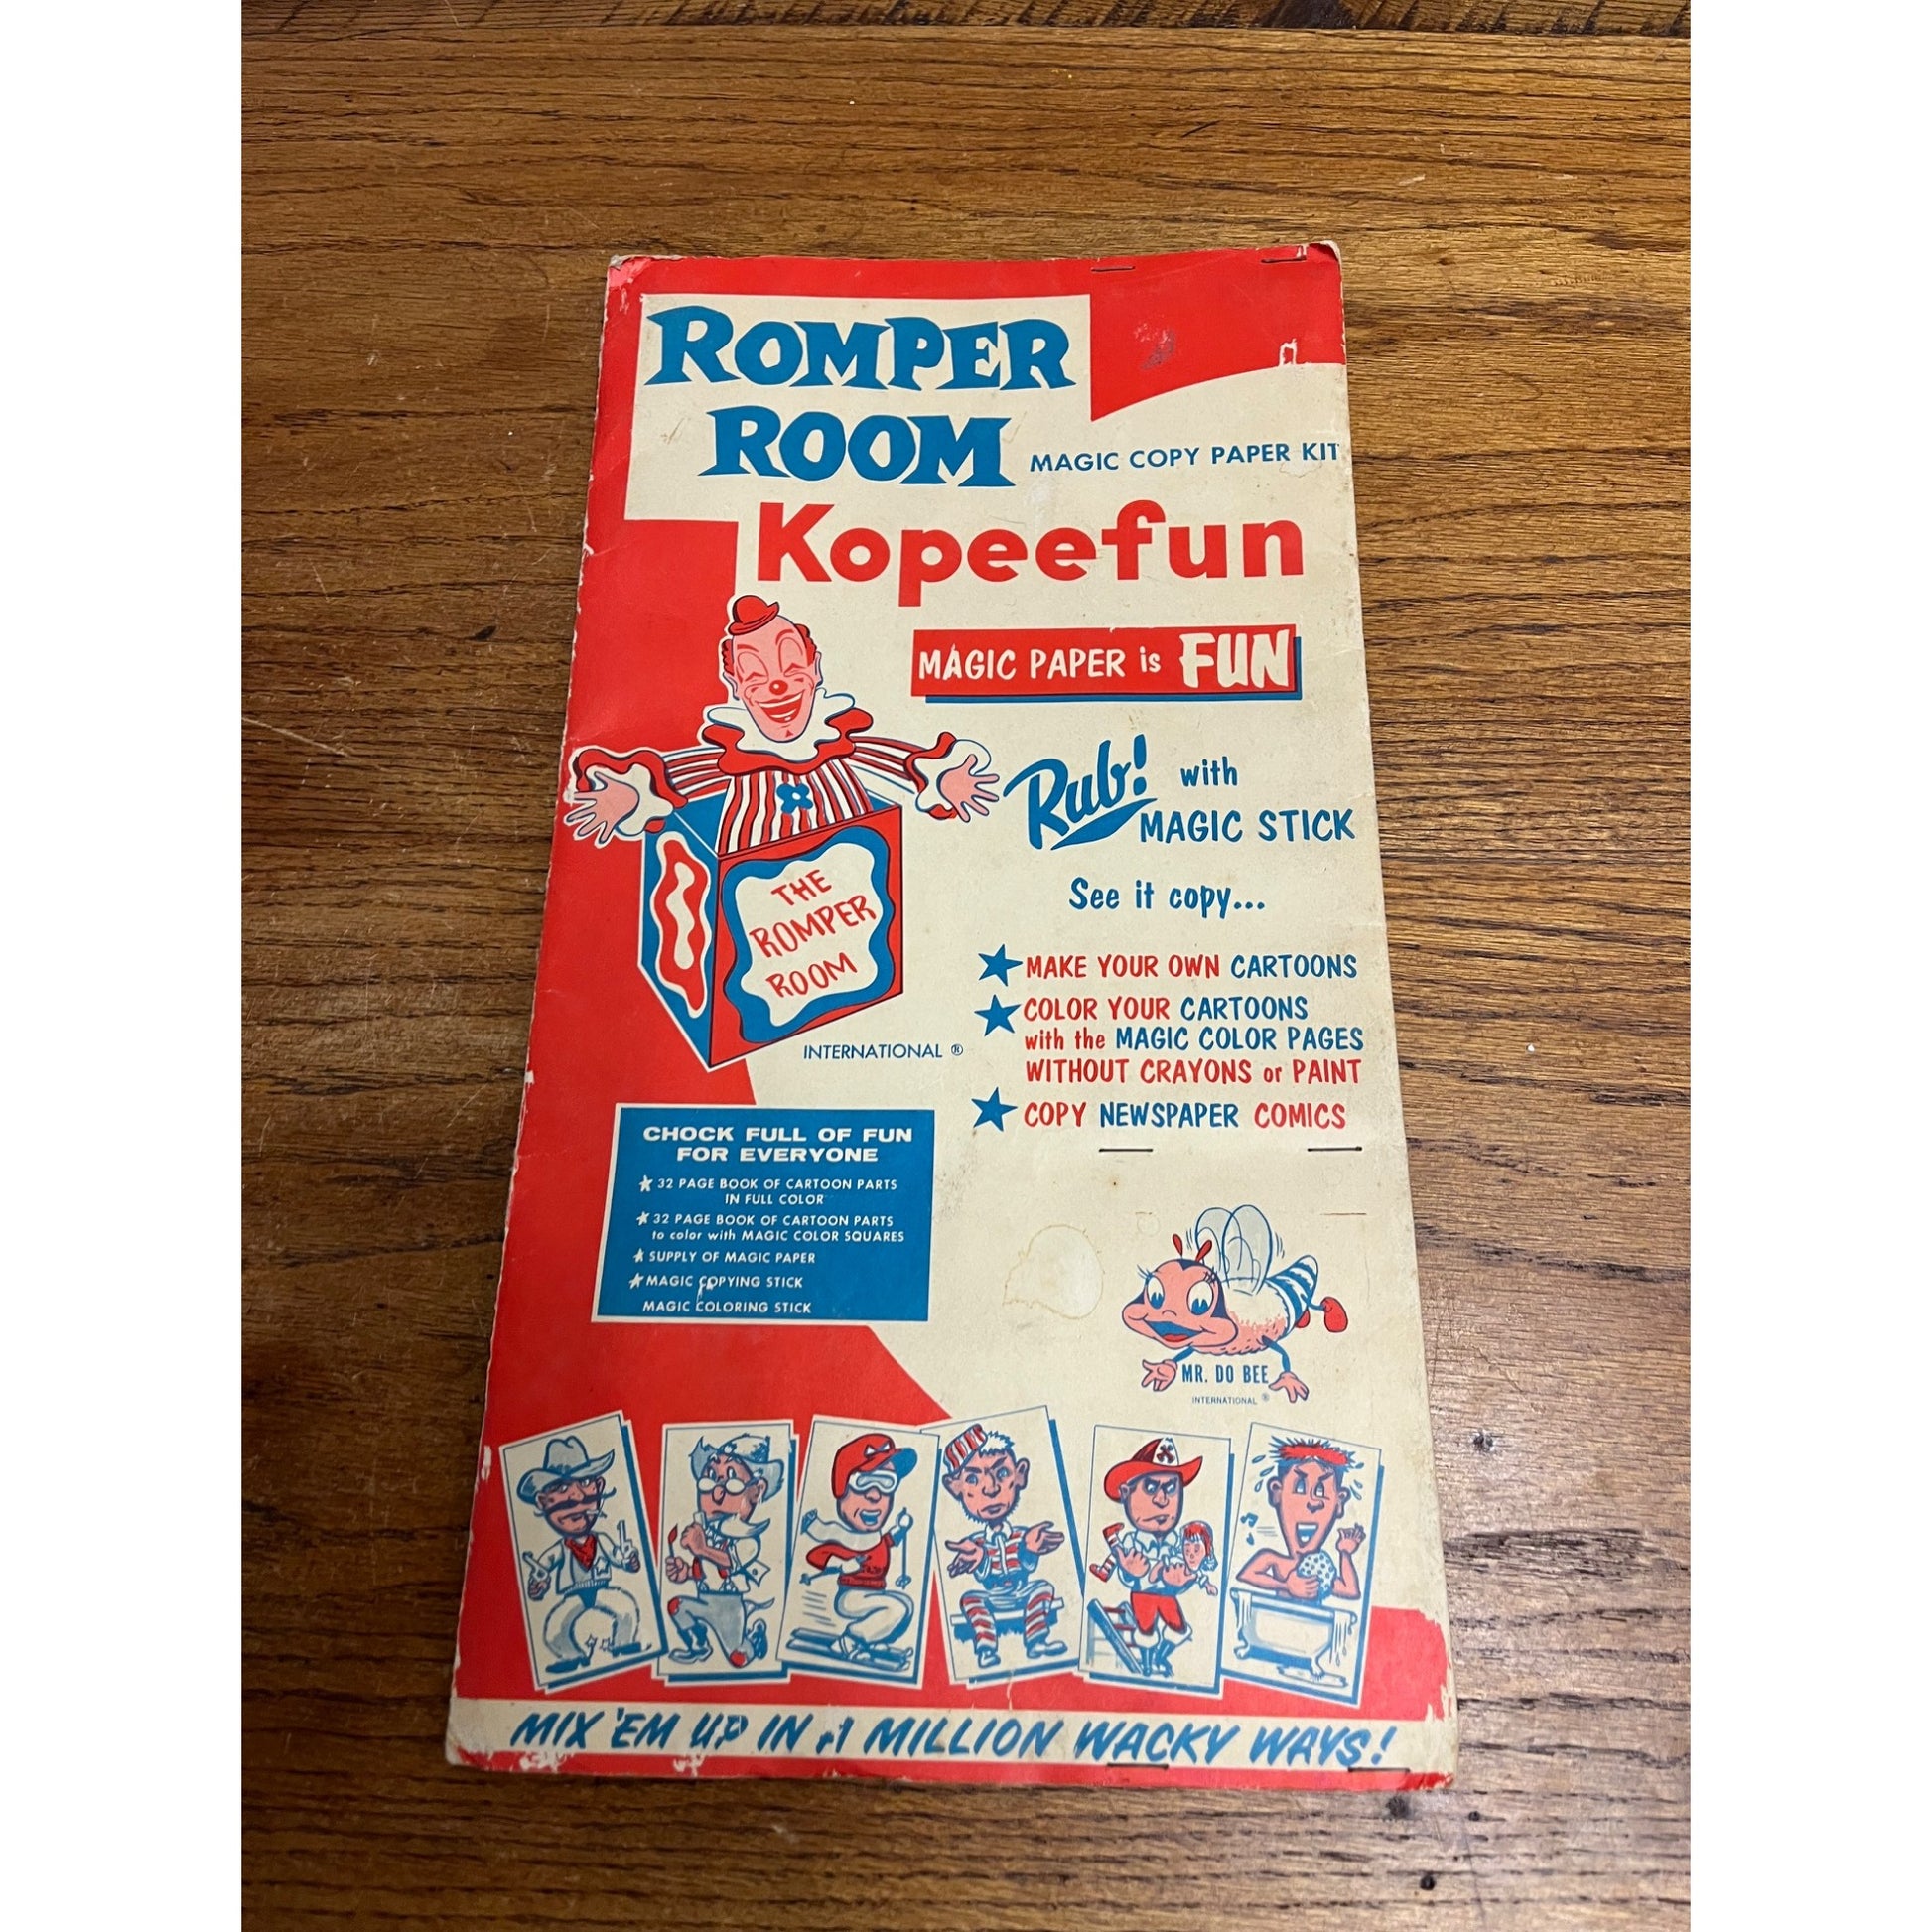 ROMPER
ROOM
MAGIC COPY PAPER KIT
Kopeefun
MAGIC PAPER is FUN
Rub! with
MAGIC STICK
See it copy...
THE
ROMPER
ROOM
INTERNATIONAL ®
★ MAKE YOUR OWN CARTOONS
★ COLOR YOUR CARTOONS
with the MAGIC COLOR PAGES
WITHOUT CRAYONS or PAINT
★ COPY NEWSPAPER COMICS
CHOCK FULL OF FUN
FOR EVERYONE
★ 32 PAGE BOOK OF CARTOON PARTS
IN FULL COLOR
★ 32 PAGE BOOK OF CARTOON PARTS
to color with MAGIC COLOR SQUARES
★ SUPPLY OF MAGIC PAPER
★ MAGIC COPYING STICK
MAGIC COLORING STICK
MR. DO BEE
INTERNATIONAL ®
MIX 'EM UP IN A MILLION WACKY WAYS!